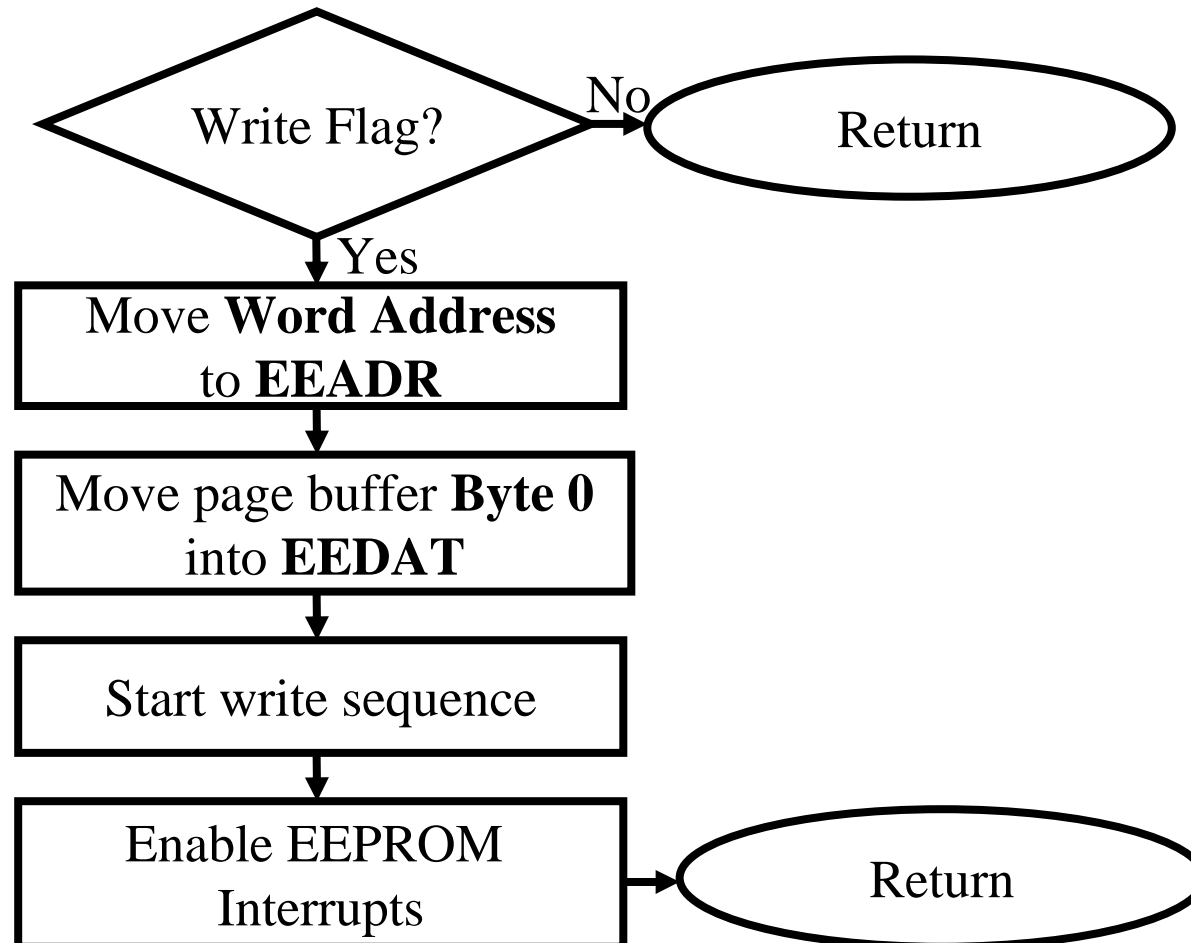 Write Flag?
No
Return
Yes
Move Word Address
to EEADR
Move page buffer Byte 0
into EEDAT
Start write sequence
Enable EEPROM
Interrupts
Return